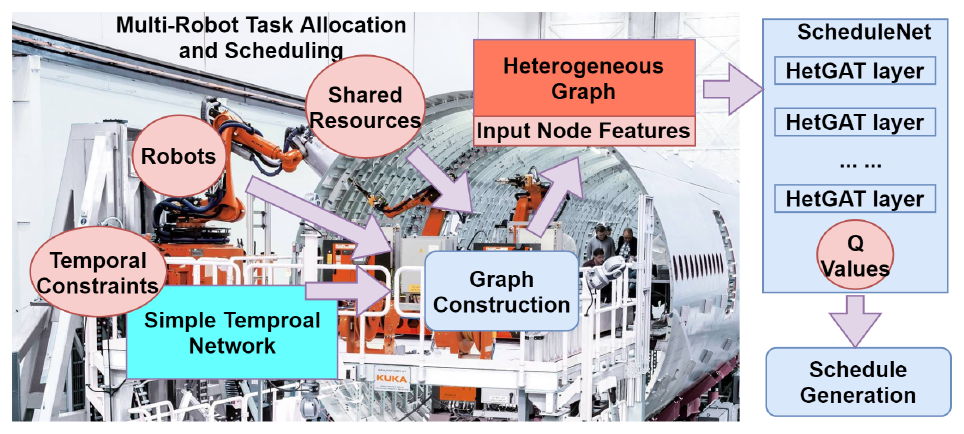 Multi-Robot Task Allocation
and Scheduling
Shared
Resources
Robots
Temporal
Constraints
Simple Temproal
Network
Graph
Construction
Heterogeneous
Graph
Input Node Features
KUKA
ScheduleNet
HetGAT layer
HetGAT layer
... ...
HetGAT layer
Q
Values
Schedule
Generation